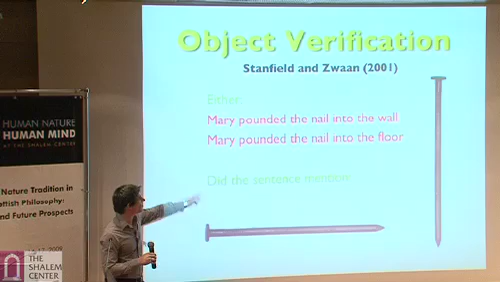 Object Verification
Stanfield and Zwaan (2001)
Either:
Mary pounded the nail into the wall
Mary pounded the nail into the floor
Did the sentence mention:
HUMAN NATURE
HUMAN MIND
AT THE SHALEM CENTER
Nature Tradition in
ttish Philosophy:
nd Future Prospects
THE
SHALEM
CENTER